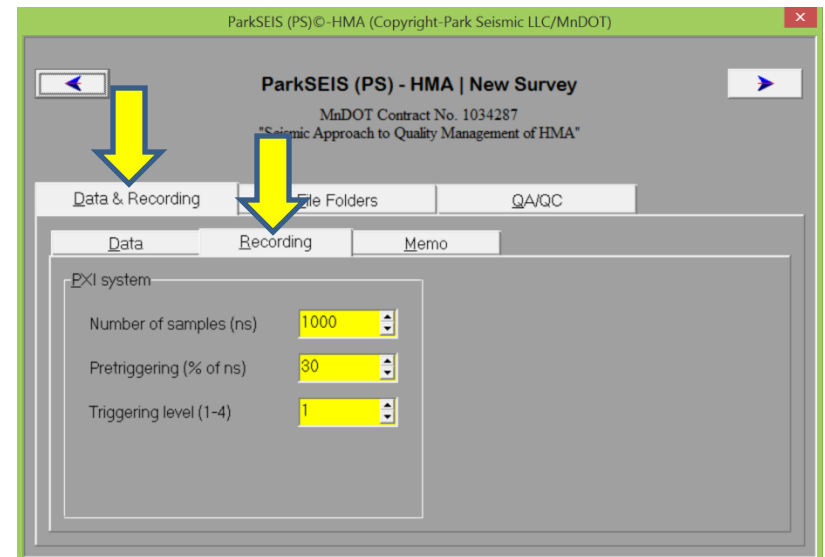 ParkSEIS (PS)©-HMA (Copyright-Park Seismic LLC/MnDOT)
ParkSEIS (PS) - HMA | New Survey
MnDOT Contract No. 1034287
"Seismic Approach to Quality Management of HMA"
Data & Recording File Folders QA/QC
Data Recording Memo
PXI system
Number of samples (ns) 1000
Pretriggering (% of ns) 30
Triggering level (1-4) 1